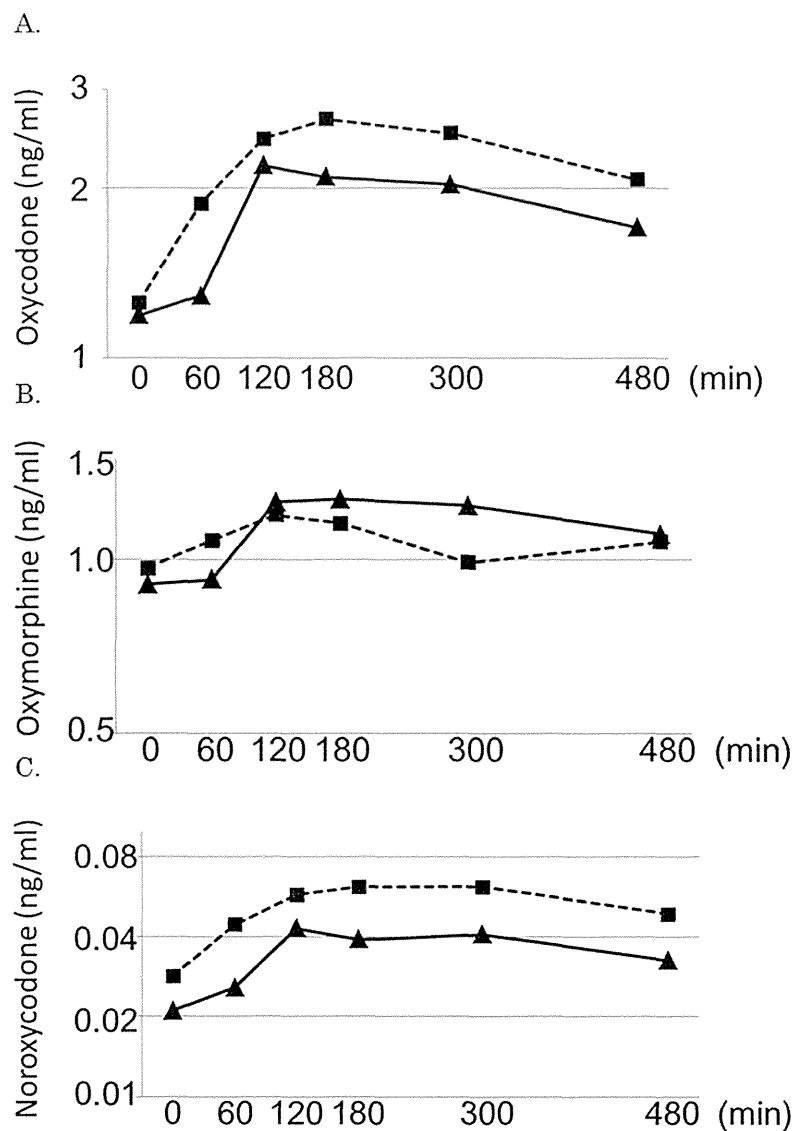 A.
Oxycodone (ng/ml)
3
2
1
0 60 120 180 300 480 (min)
B.
Oxymorphine (ng/ml)
1.5
1.0
0.5
0 60 120 180 300 480 (min)
C.
Noroxycodone (ng/ml)
0.08
0.04
0.02
0.01
0 60 120 180 300 480 (min)